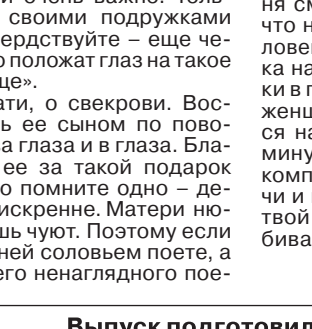 своими подружками
ердствуйте – еще че-
о положат глаз на такое
це».
ати, о свекрови. Вос-
ь ее сыном по пово-
а глаза и в глаза. Бла-
ее за такой подарок
о помните одно – де-
искренне. Матери ню-
шь чуют. Поэтому если
ней соловьем поете, а
его ненаглядного пое-
ня см
что н
ловек
ка на
ки в п
женщ
ся на
мину
комп
чи и
твой
бива
Выпуск подготовил